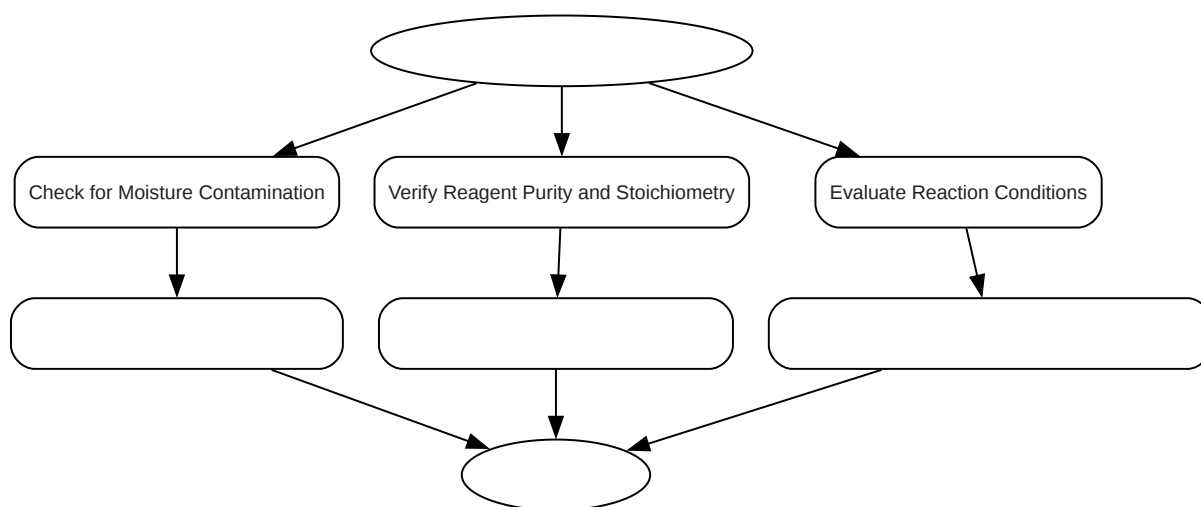 Check for Moisture Contamination
Verify Reagent Purity and Stoichiometry
Evaluate Reaction Conditions